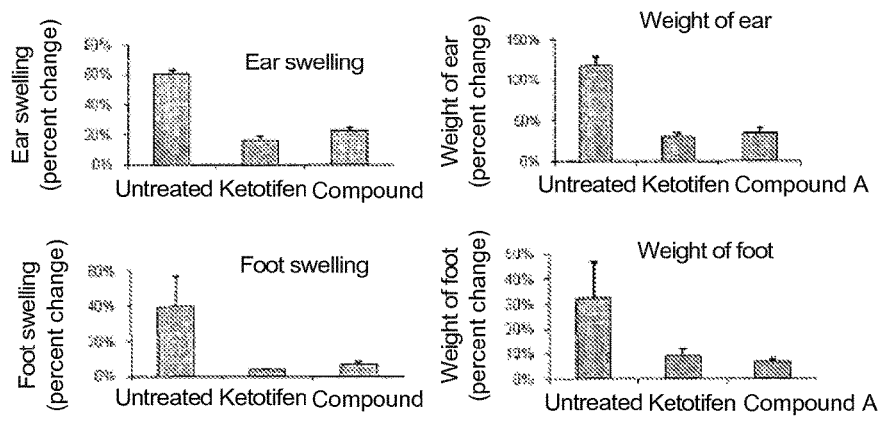 Ear swelling
(percent change)
80%
60%
40%
20%
0%
Ear swelling
Untreated Ketotifen Compound
Weight of ear
(percent change)
150%
100%
50%
0%
Weight of ear
Untreated Ketotifen Compound A
Foot swelling
(percent change)
60%
40%
20%
0%
Foot swelling
Untreated Ketotifen Compound
Weight of foot
(percent change)
50%
40%
30%
20%
10%
0%
Weight of foot
Untreated Ketotifen Compound A